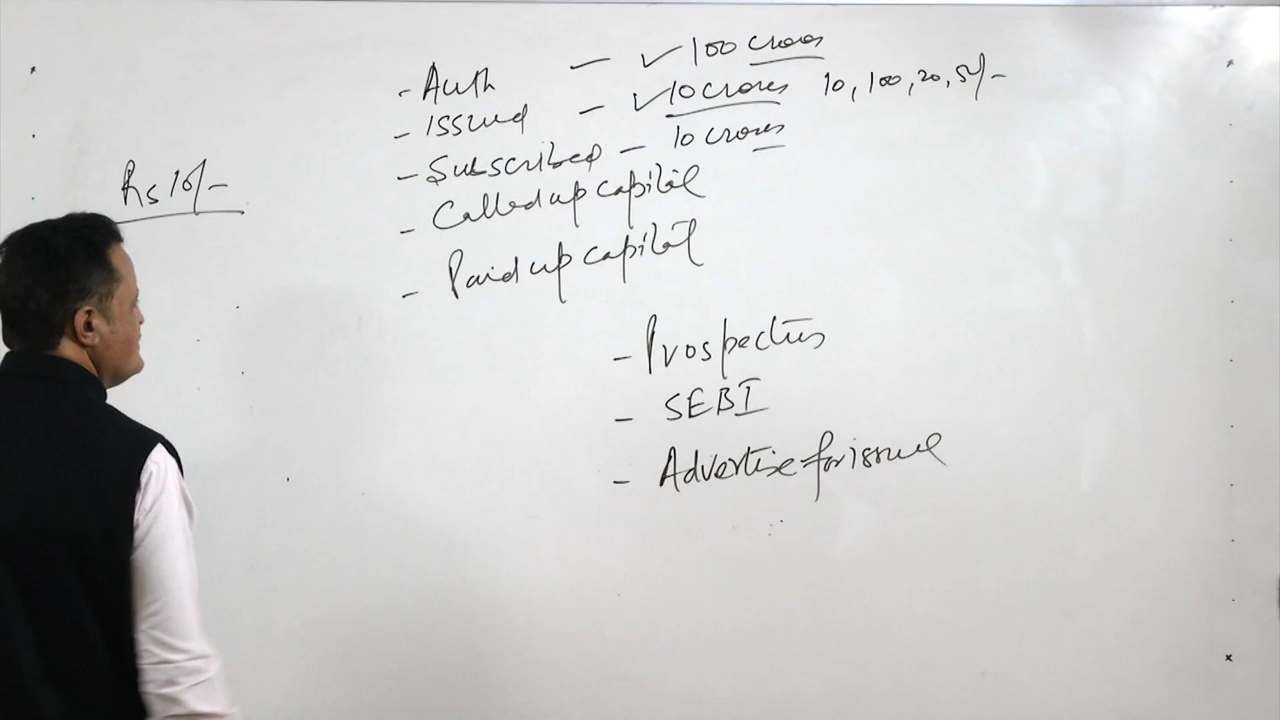 - Auth - ✓100 crores
- Issued - ✓10 crores 10, 100, 20, 5/-
- Subscribed - 10 crores
Rs 10/-
- Called up capital
- Paid up capital
- Prospectus
- SEBI
- Advertise for issue